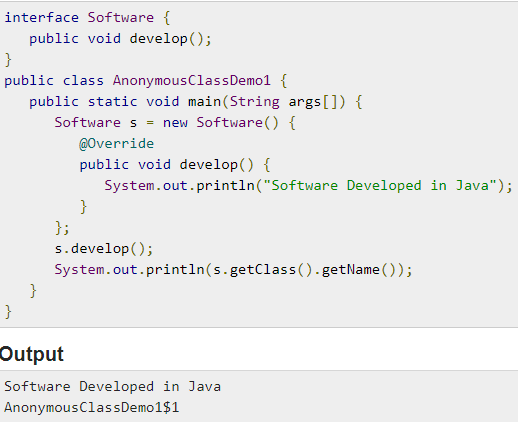 interface Software {
   public void develop();
}
public class AnonymousClassDemo1 {
   public static void main(String args[]) {
      Software s = new Software() {
         @Override
         public void develop() {
            System.out.println("Software Developed in Java");
         }
      };
      s.develop();
      System.out.println(s.getClass().getName());
   }
}
Output
Software Developed in Java
AnonymousClassDemo1$1